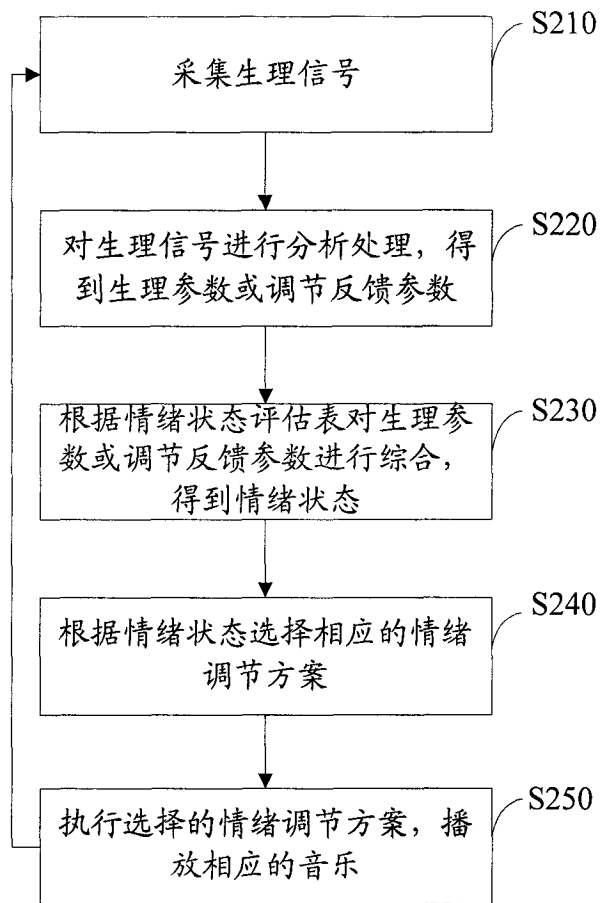 采集生理信号
S210
对生理信号进行分析处理，得
到生理参数或调节反馈参数
S220
根据情绪状态评估表对生理参
数或调节反馈参数进行综合，
得到情绪状态
S230
根据情绪状态选择相应的情绪
调节方案
S240
执行选择的情绪调节方案，播
放相应的音乐
S250